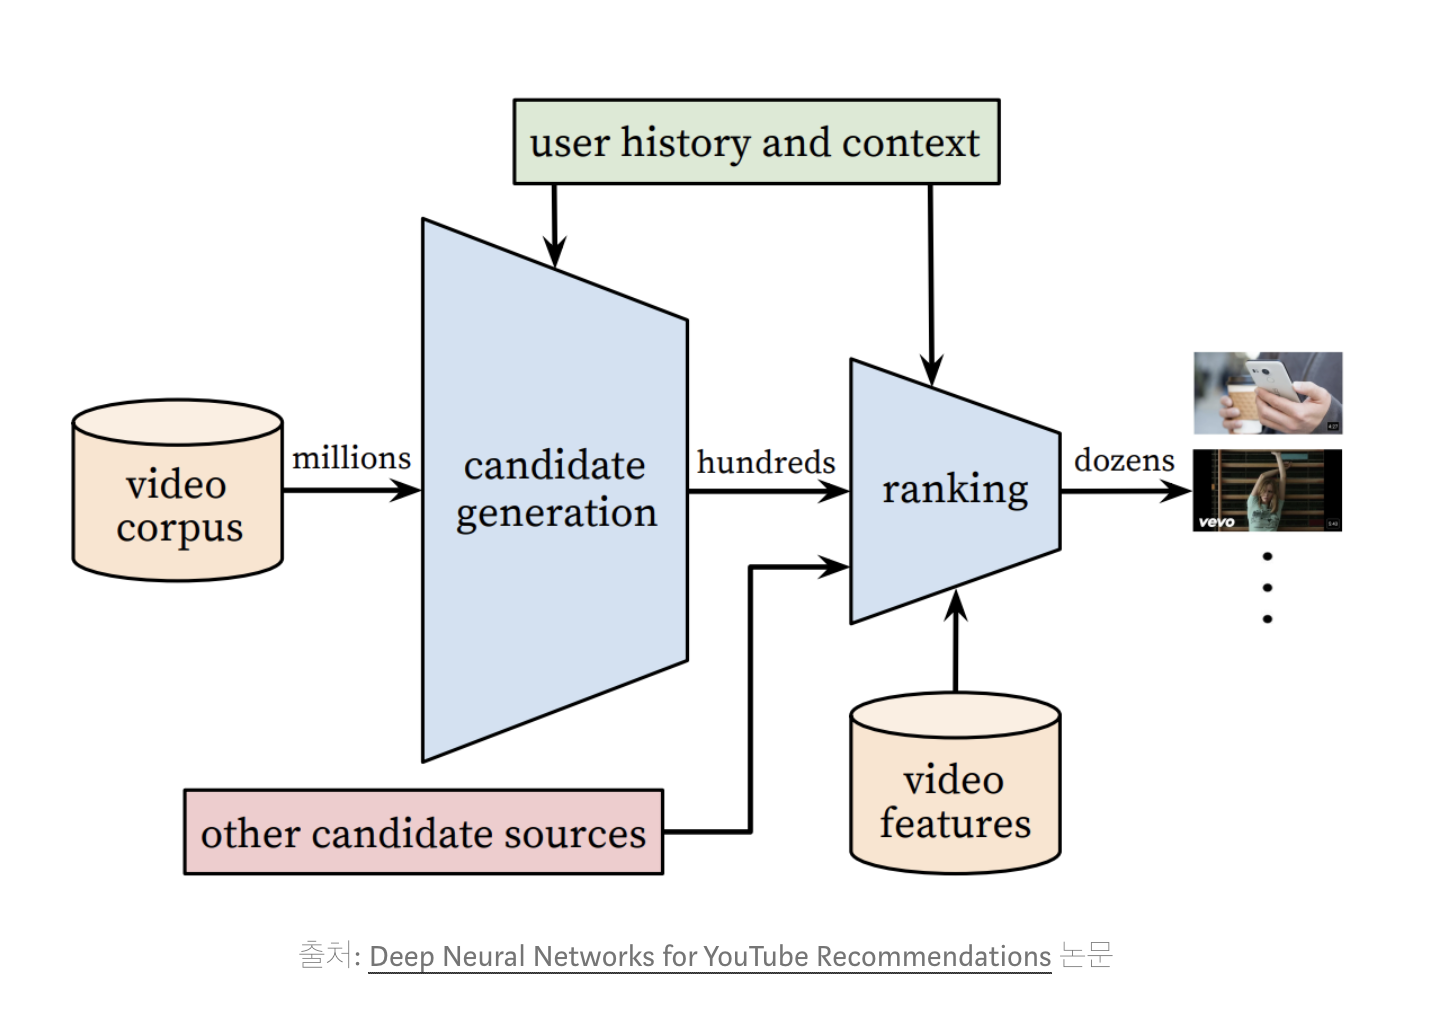 user history and context
video
corpus
millions
candidate
generation
hundreds
ranking
dozens
vevo
other candidate sources
video
features
출처: Deep Neural Networks for YouTube Recommendations 논문